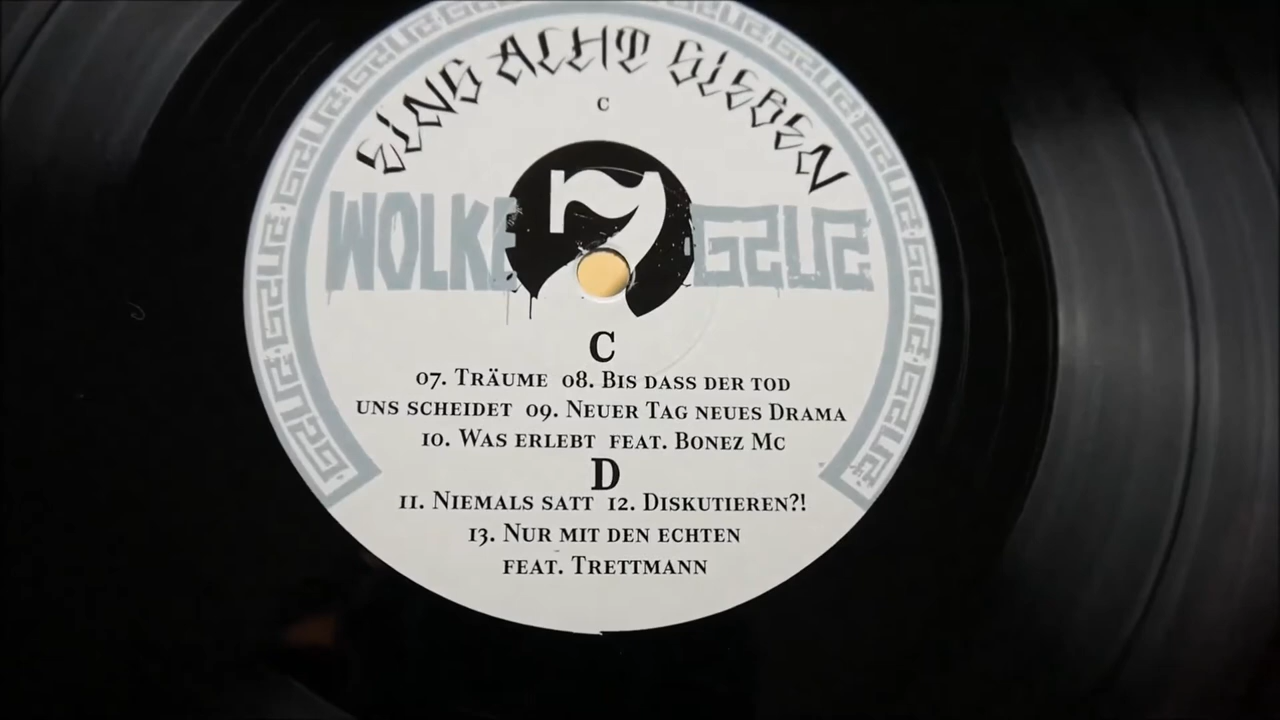 EINS ACHT SIEBEN
C
WOLKE 7 GZUZ
C
07. Träume 08. Bis dass der tod
uns scheidet 09. Neuer Tag neues Drama
10. Was erlebt feat. Bonez Mc
D
11. Niemals satt 12. Diskutieren?!
13. Nur mit den echten
feat. Trettmann